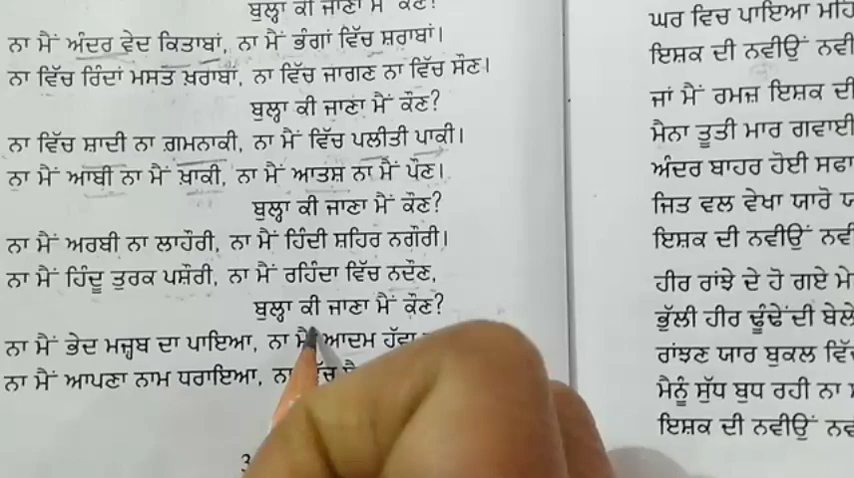 ਬੁਲ੍ਹਾ ਕੀ ਜਾਣਾ ਮੈਂ ਕੌਣ?
ਨਾ ਮੈਂ ਅੰਦਰ ਵੇਦ ਕਿਤਾਬਾਂ, ਨਾ ਮੈਂ ਭੰਗਾਂ ਵਿੱਚ ਸ਼ਰਾਬਾਂ।
ਨਾ ਵਿੱਚ ਰਿੰਦਾਂ ਮਸਤ ਖ਼ਰਾਬਾਂ, ਨਾ ਵਿੱਚ ਜਾਗਣ ਨਾ ਵਿੱਚ ਸੌਣ।
ਬੁਲ੍ਹਾ ਕੀ ਜਾਣਾ ਮੈਂ ਕੌਣ?
ਨਾ ਵਿੱਚ ਸ਼ਾਦੀ ਨਾ ਗ਼ਮਨਾਕੀ, ਨਾ ਮੈਂ ਵਿੱਚ ਪਲੀਤੀ ਪਾਕੀ।
ਨਾ ਮੈਂ ਆਬੀ ਨਾ ਮੈਂ ਖ਼ਾਕੀ, ਨਾ ਮੈਂ ਆਤਸ਼ ਨਾ ਮੈਂ ਪੌਣ।
ਬੁਲ੍ਹਾ ਕੀ ਜਾਣਾ ਮੈਂ ਕੌਣ?
ਨਾ ਮੈਂ ਅਰਬੀ ਨਾ ਲਾਹੌਰੀ, ਨਾ ਮੈਂ ਹਿੰਦੀ ਸ਼ਹਿਰ ਨਗੌਰੀ।
ਨਾ ਮੈਂ ਹਿੰਦੂ ਤੁਰਕ ਪਸ਼ੌਰੀ, ਨਾ ਮੈਂ ਰਹਿੰਦਾ ਵਿੱਚ ਨਦੌਣ,
ਬੁਲ੍ਹਾ ਕੀ ਜਾਣਾ ਮੈਂ ਕੌਣ?
ਨਾ ਮੈਂ ਭੇਦ ਮਜ਼੍ਹਬ ਦਾ ਪਾਇਆ, ਨਾ ਮੈਂ ਆਦਮ ਹੱਵਾ
ਨਾ ਮੈਂ ਆਪਣਾ ਨਾਮ ਧਰਾਇਆ, ਨਾ
ਘਰ ਵਿਚ ਪਾਇਆ
ਇਸ਼ਕ ਦੀ ਨਵੀਉਂ ਨਵੀ
ਜਾਂ ਮੈਂ ਰਮਜ਼ ਇਸ਼ਕ ਦੀ
ਮੈਨਾ ਤੂਤੀ ਮਾਰ ਗਵਾਈ
ਅੰਦਰ ਬਾਹਰ ਹੋਈ ਸਫਾ
ਜਿਤ ਵਲ ਵੇਖਾ ਯਾਰੋ
ਇਸ਼ਕ ਦੀ ਨਵੀਉਂ ਨਵੀ
ਹੀਰ ਰਾਂਝੇ ਦੇ ਹੋ ਗਏ ਮੇ
ਭੁੱਲੀ ਹੀਰ ਢੂੰਢੇਂਦੀ ਬੇਲੇ
ਰਾਂਝਣ ਯਾਰ ਬੁਕਲ ਵਿੱਚ
ਮੈਨੂੰ ਸੁੱਧ ਬੁਧ ਰਹੀ ਨਾ
ਇਸ਼ਕ ਦੀ ਨਵੀਉਂ ਨਵ